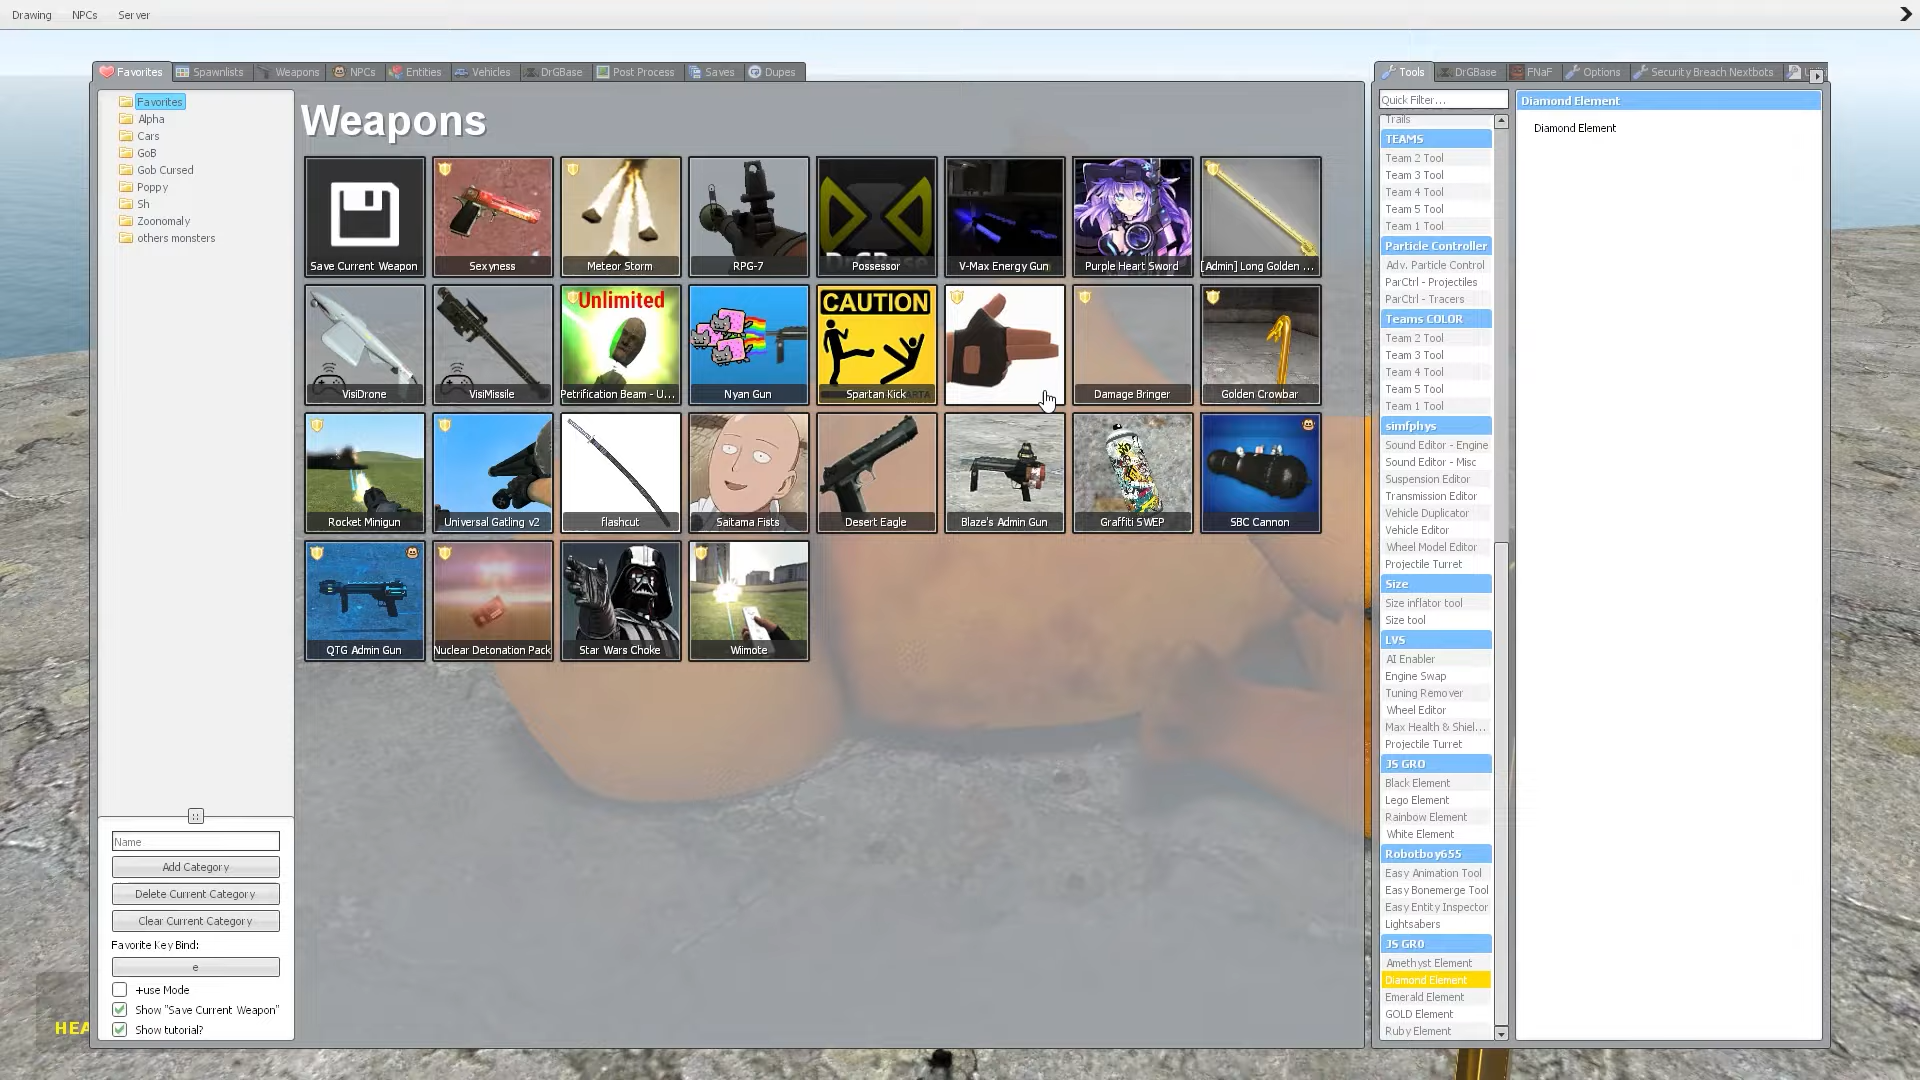 Drawing NPCs Server
Favorites Spawnlists Weapons NPCs Entities Vehicles DrGBase Post Process Saves Dupes
Favorites
Alpha
Cars
GoB
Gob Cursed
Poppy
Sh
Zoonomaly
others monsters
Name
Add Category
Delete Current Category
Clear Current Category
Favorite Key Bind:
e
+use Mode
Show "Save Current Weapon"
Show tutorial?
HEA
Weapons
Save Current Weapon
Sexyness
Meteor Storm
RPG-7
Possessor
V-Max Energy Gun
Purple Heart Sword
[Admin] Long Golden ...
VisiDrone
VisiMissile
Unlimited
Petrification Beam - U...
Nyan Gun
CAUTION
Spartan Kick
Damage Bringer
Golden Crowbar
Rocket Minigun
Universal Gatling v2
flashcut
Saitama Fists
Desert Eagle
Blaze's Admin Gun
Graffiti SWEP
SBC Cannon
QTG Admin Gun
Nuclear Detonation Pack
Star Wars Choke
Wiimote
Tools DrGBase FNaF Options Security Breach Nextbots
Quick Filter...
Trails
TEAMS
Team 2 Tool
Team 3 Tool
Team 4 Tool
Team 5 Tool
Team 1 Tool
Particle Controller
Adv. Particle Control
ParCtrl - Projectiles
ParCtrl - Tracers
Teams COLOR
Team 2 Tool
Team 3 Tool
Team 4 Tool
Team 5 Tool
Team 1 Tool
simfphys
Sound Editor - Engine
Sound Editor - Misc
Suspension Editor
Transmission Editor
Vehicle Duplicator
Vehicle Editor
Wheel Model Editor
Projectile Turret
Size
Size inflator tool
Size tool
LVS
AI Enabler
Engine Swap
Tuning Remover
Wheel Editor
Max Health & Shiel...
Projectile Turret
JS GRO
Black Element
Lego Element
Rainbow Element
White Element
Robotboy655
Easy Animation Tool
Easy Bonemerge Tool
Easy Entity Inspector
Lightsabers
JS GRO
Amethyst Element
Diamond Element
Emerald Element
GOLD Element
Ruby Element
Diamond Element
Diamond Element